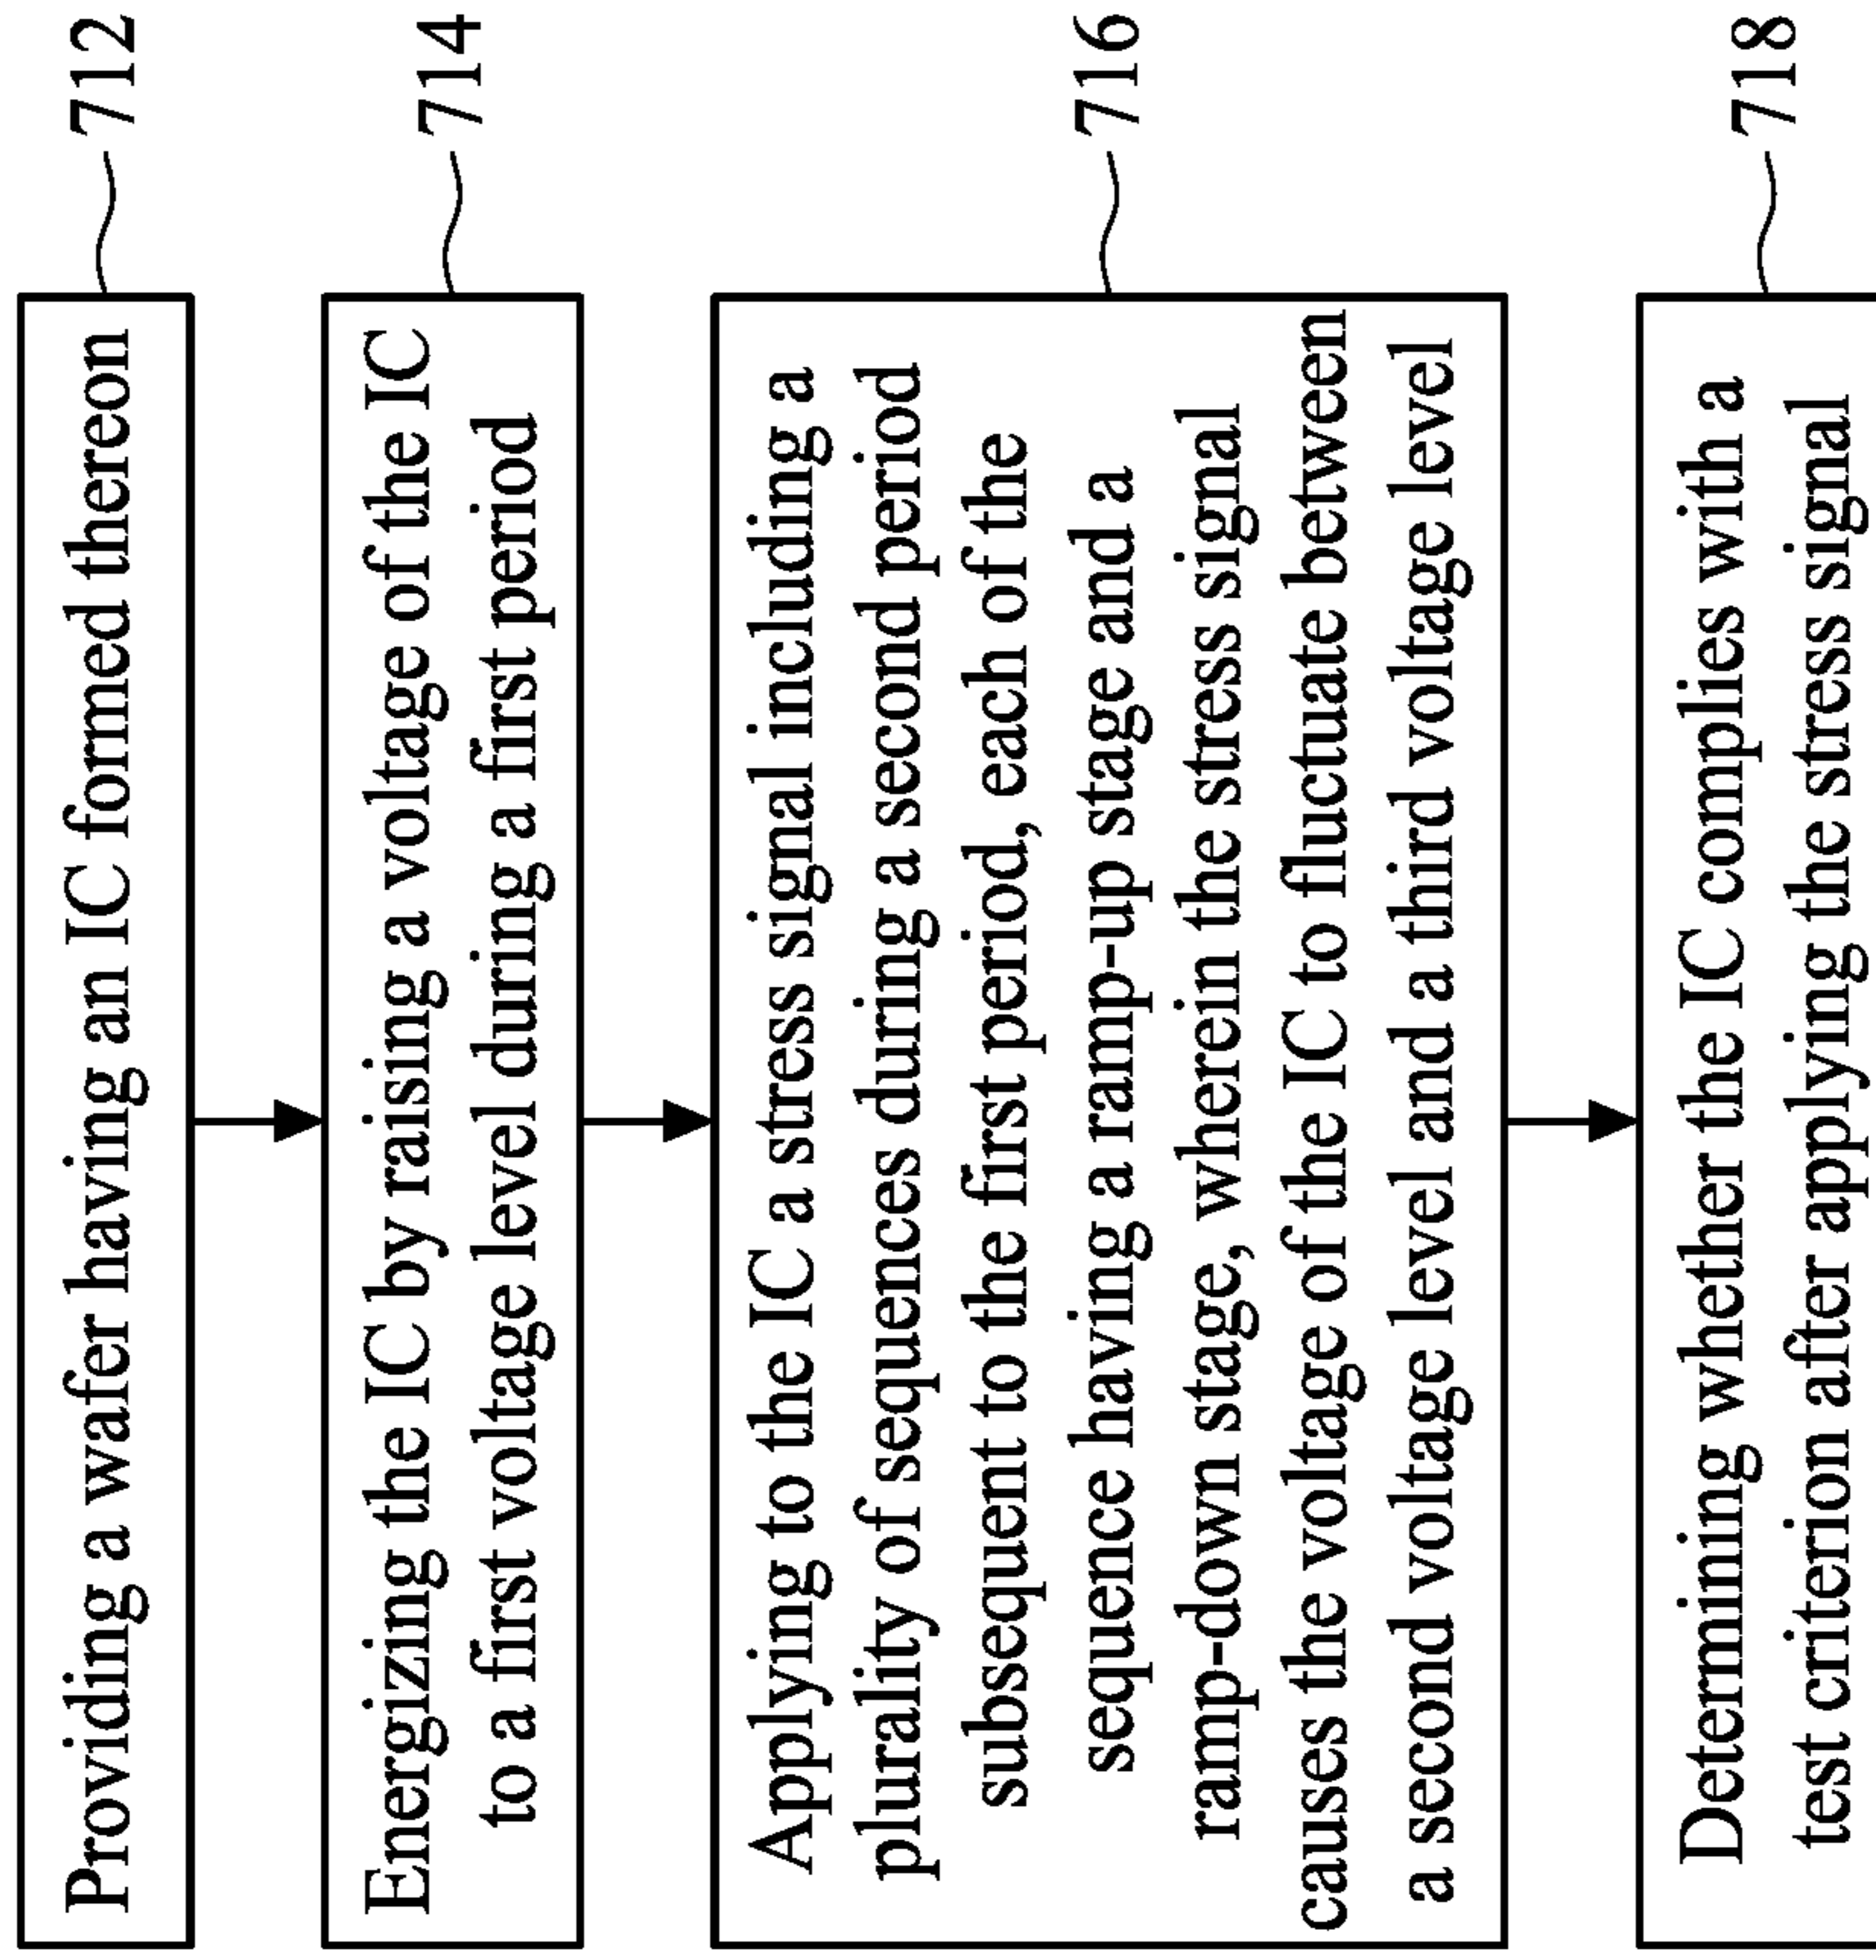 Providing a wafer having an IC formed thereon
712
Energizing the IC by raising a voltage of the IC
to a first voltage level during a first period
714
Applying to the IC a stress signal including a
plurality of sequences during a second period
subsequent to the first period, each of the
sequence having a ramp-up stage and a
ramp-down stage, wherein the stress signal
causes the voltage of the IC to fluctuate between
a second voltage level and a third voltage level
716
Determining whether the IC complies with a
test criterion after applying the stress signal
718